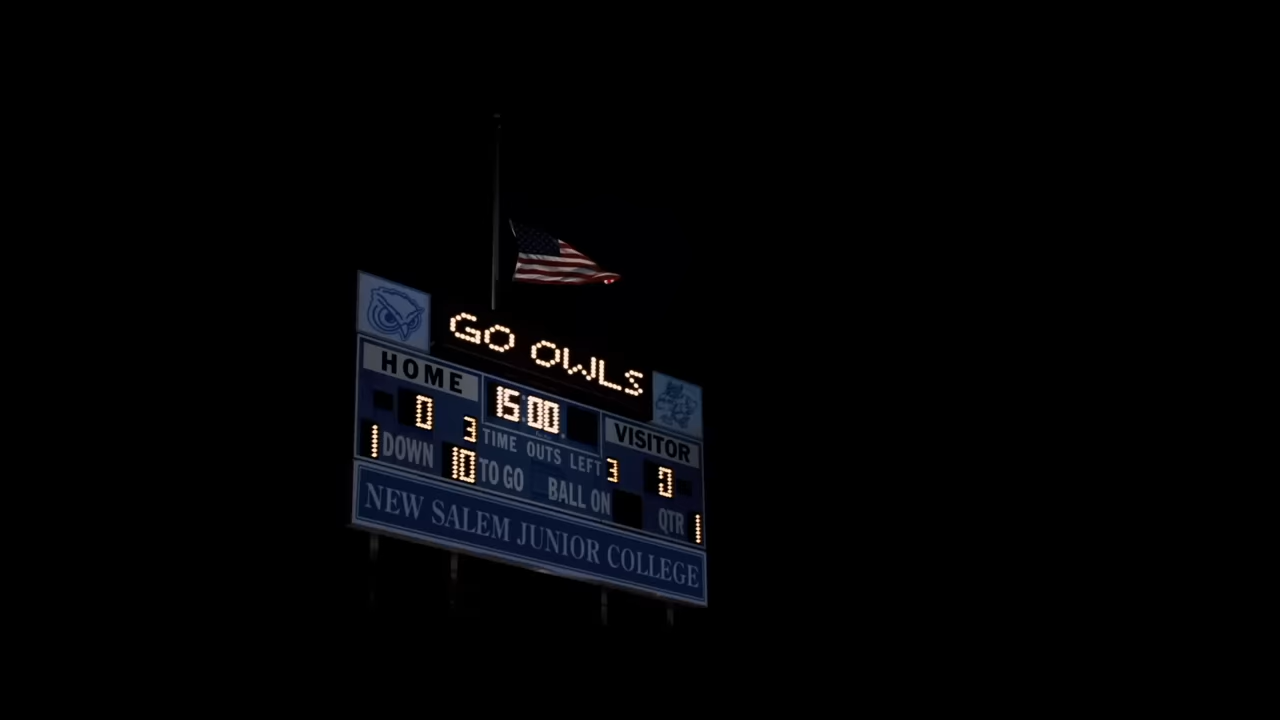 GO OWLS
HOME
15:00
VISITOR
0
3
TIME OUTS LEFT
3
0
1 DOWN
10 TO GO
BALL ON
QTR 1
NEW SALEM JUNIOR COLLEGE